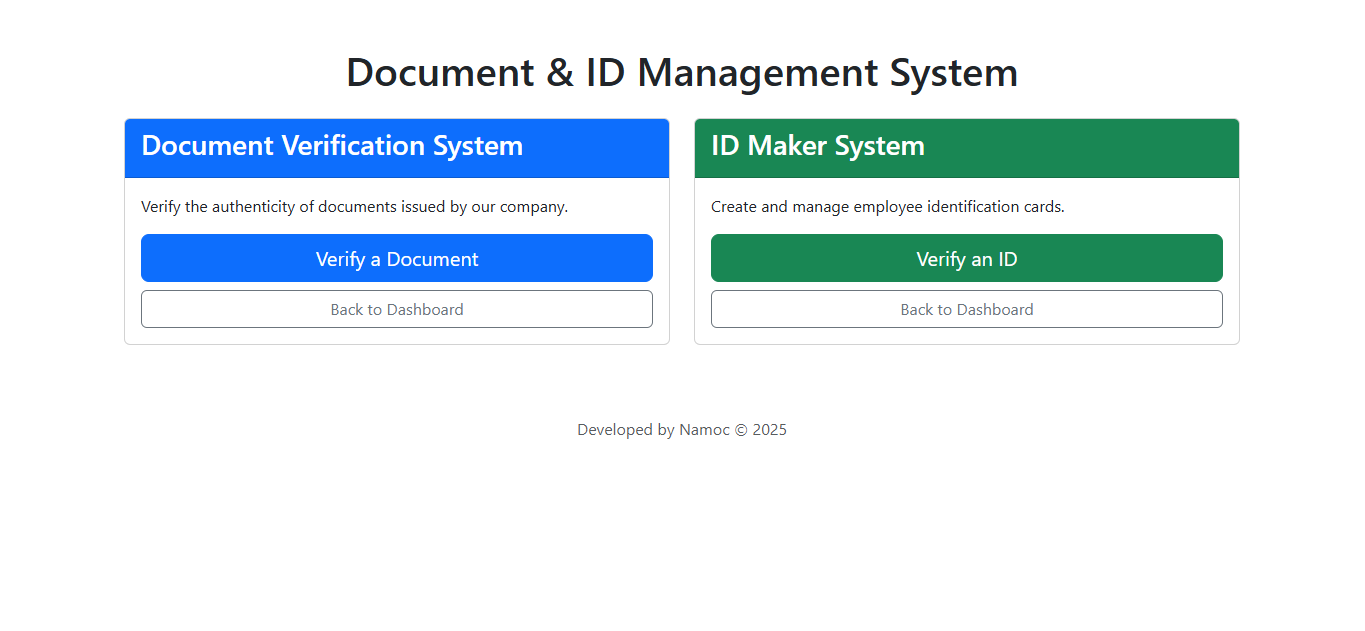 Document & ID Management System
Document Verification System
Verify the authenticity of documents issued by our company.
Verify a Document
Back to Dashboard
ID Maker System
Create and manage employee identification cards.
Verify an ID
Back to Dashboard
Developed by Namoc © 2025